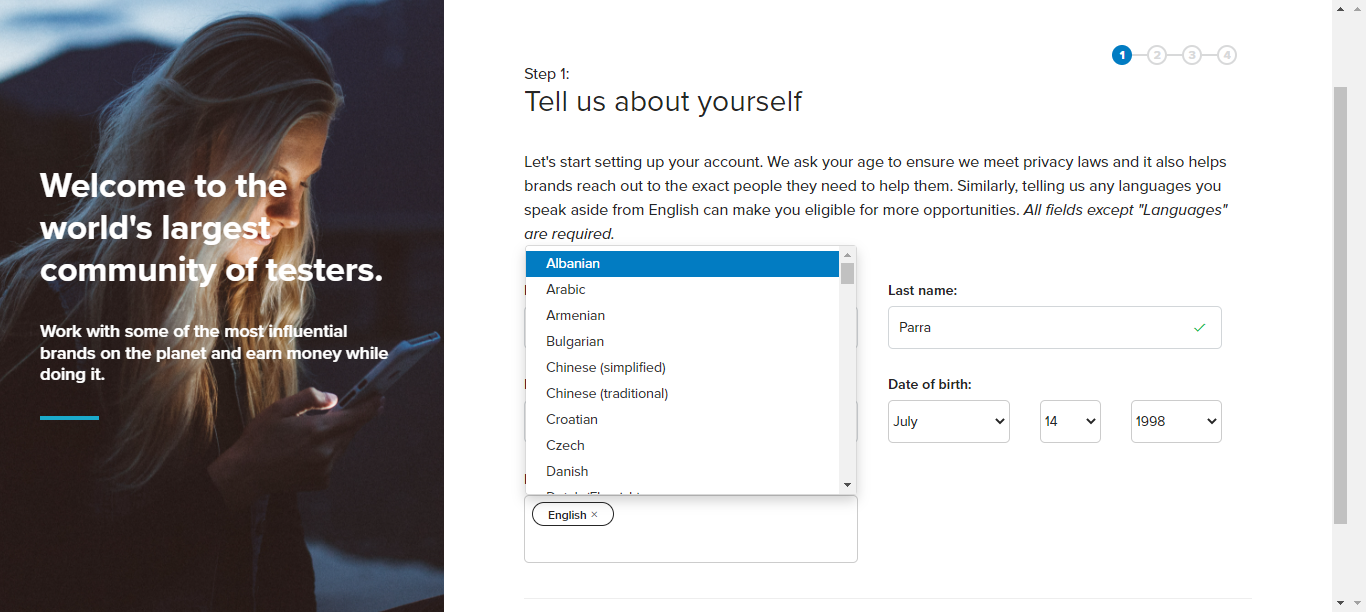 Welcome to the
world's largest
community of testers.
Work with some of the most influential
brands on the planet and earn money while
doing it.
1
2
3
4
Step 1:
Tell us about yourself
Let's start setting up your account. We ask your age to ensure we meet privacy laws and it also helps
brands reach out to the exact people they need to help them. Similarly, telling us any languages you
speak aside from English can make you eligible for more opportunities. All fields except "Languages"
are required.
Albanian
Arabic
Armenian
Bulgarian
Chinese (simplified)
Chinese (traditional)
Croatian
Czech
Danish
English ×
Last name:
Parra
Date of birth:
July
14
1998